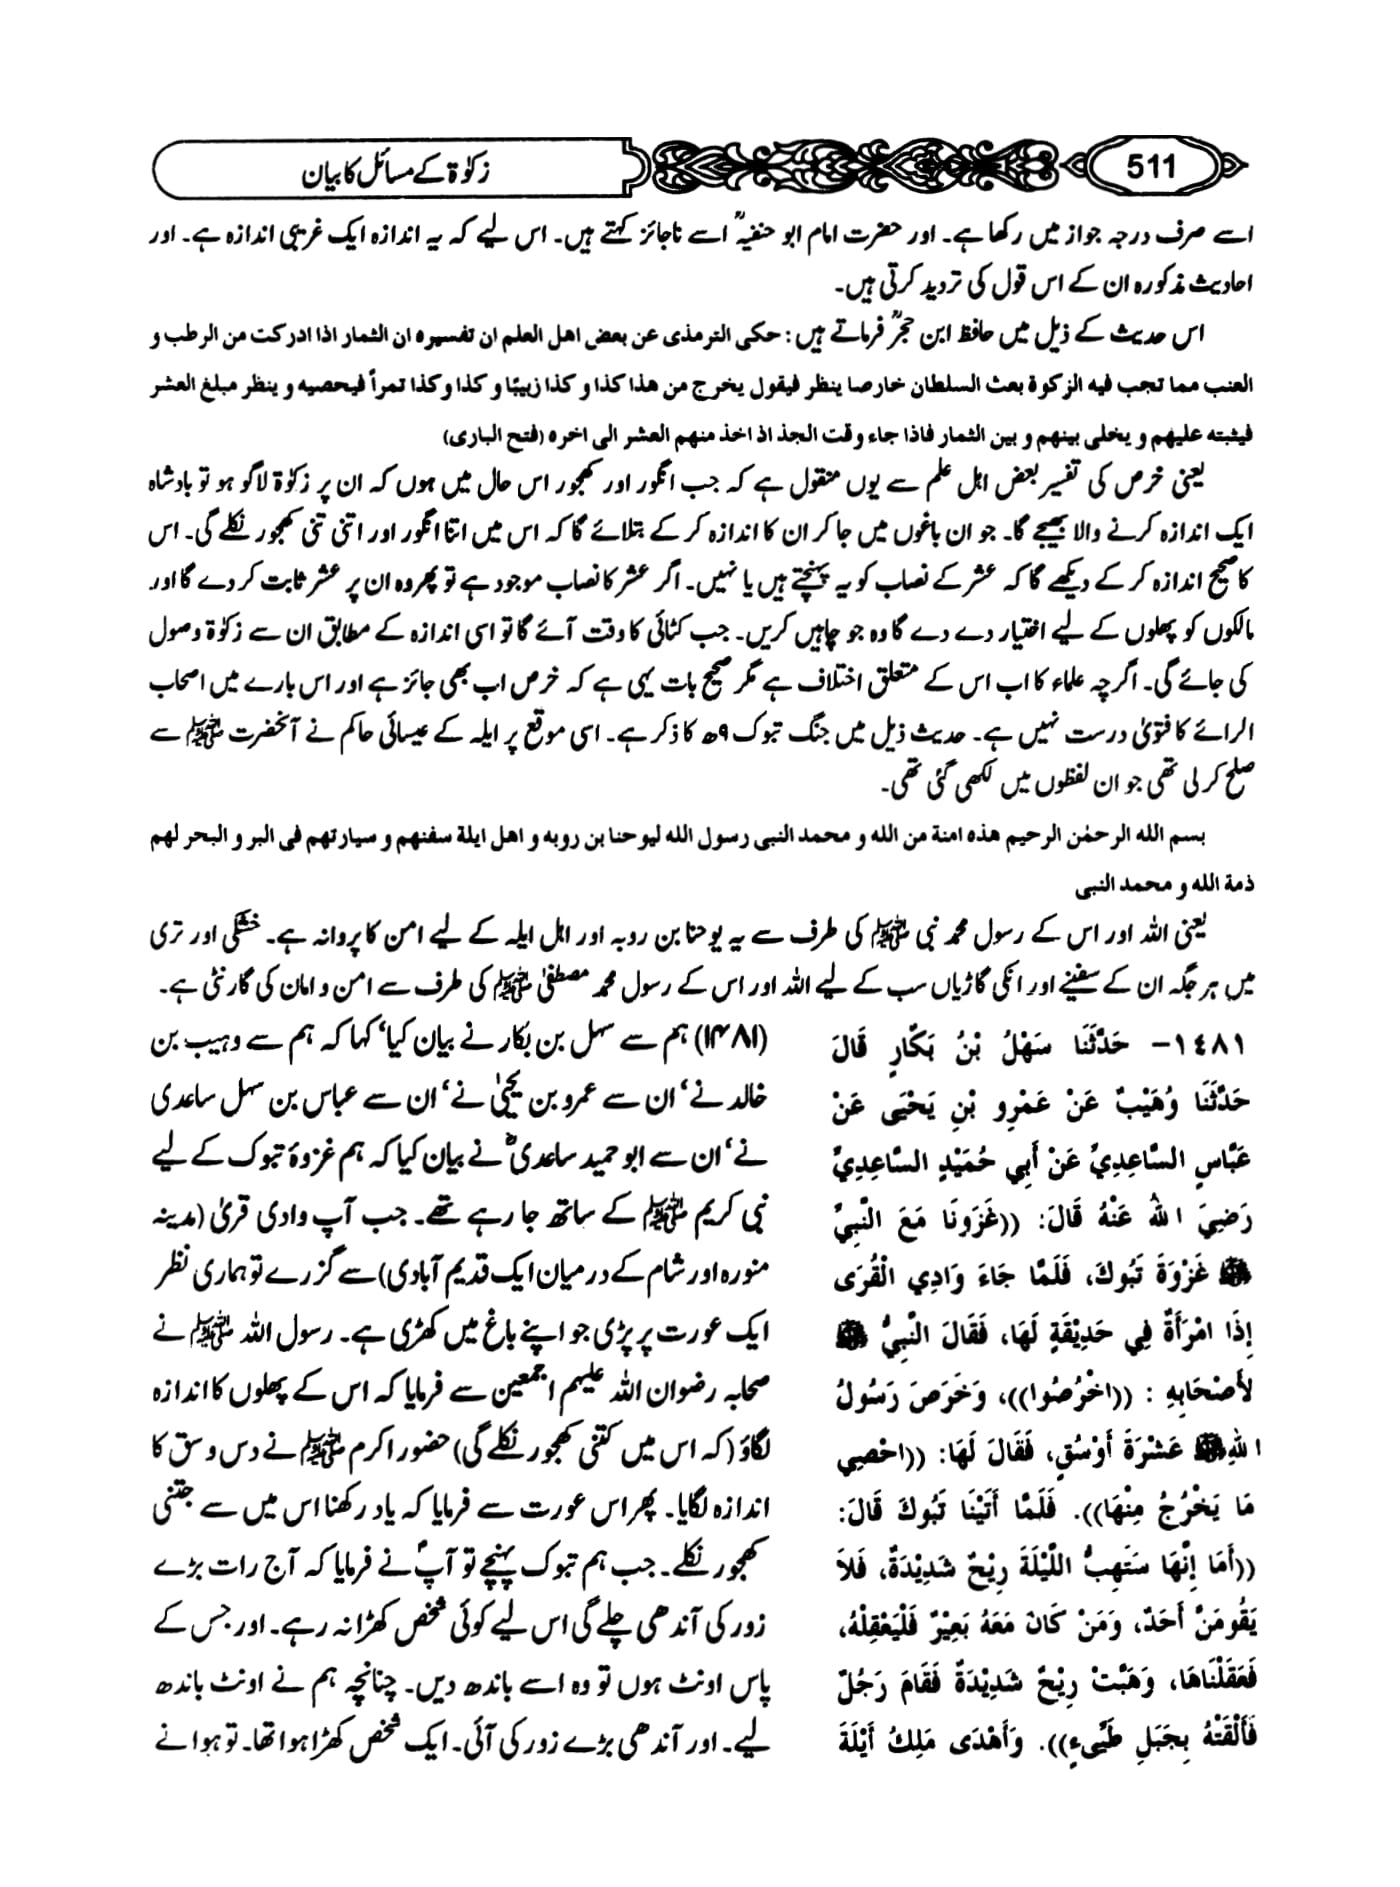 511
زکوٰۃ کے مسائل کا بیان
اسے صرف درجہ جواز میں رکھا ہے۔ اور حضرت امام ابو حنیفہؒ اسے ناجائز کہتے ہیں۔ اس لیے کہ یہ اندازہ ایک غریبی اندازہ ہے۔ اور
احادیث مذکورہ ان کے اس قول کی تردید کرتی ہیں۔
اس حدیث کے ذیل میں حافظ ابن حجرؒ فرماتے ہیں: حکی الترمذی عن بعض اهل العلم ان تفسیره ان الثمار اذا ادرکت من الرطب و
العنب مما تجب فیه الزکوة بعث السلطان خارصا ینظر فیقول یخرج من هذا کذا و کذا زبیبًا و کذا وکذا تمراً فیحصیه و ینظر مبلغ العشر
فیثبته علیهم و یخلی بینهم و بین الثمار فاذا جاء وقت الجذ اذ اخذ منهم العشر الی اخره (فتح الباری)
یعنی خرص کی تفسیر بعض اہل علم سے یوں منقول ہے کہ جب انگور اور کھجور اس حال میں ہوں کہ ان پر زکوٰۃ لاگو ہو تو بادشاہ
ایک اندازہ کرنے والا بھیجے گا۔ جو ان باغوں میں جا کر ان کا اندازہ کر کے بتلائے گا کہ اس میں اتنا انگور اور اتنی تنی کھجور نکلے گی۔ اس
کا صحیح اندازہ کر کے دیکھے گا کہ عشر کے نصاب کو یہ پہنچتے ہیں یا نہیں۔ اگر عشر کا نصاب موجود ہے تو پھر وہ ان پر عشر ثابت کر دے گا اور
مالکوں کو پھلوں کے لیے اختیار دے دے گا وہ جو چاہیں کریں۔ جب کٹائی کا وقت آئے گا تو اسی اندازہ کے مطابق ان سے زکوٰۃ وصول
کی جائے گی۔ اگرچہ علماء کا اب اس کے متعلق اختلاف ہے مگر صحیح بات یہی ہے کہ خرص اب بھی جائز ہے اور اس بارے میں اصحاب
الرائے کا فتویٰ درست نہیں ہے۔ حدیث ذیل میں جنگ تبوک ۹ھ کا ذکر ہے۔ اسی موقع پر ایلہ کے عیسائی حاکم نے آنحضرت ﷺ سے
صلح کر لی تھی جو ان لفظوں میں لکھی گئی تھی۔
بسم الله الرحمٰن الرحیم هذه امنة من الله و محمد النبی رسول الله لیوحنا بن روبه و اهل ایلة سفنهم و سیارتهم فی البر و البحر لهم
ذمة الله و محمد النبی
یعنی اللہ اور اس کے رسول محمد نبی ﷺ کی طرف سے یہ یوحنا بن روبہ اور اہل ایلہ کے لیے امن کا پروانہ ہے۔ خشکی اور تری
میں ہر جگہ ان کے سفینے اور انکی گاڑیاں سب کے لیے اللہ اور اس کے رسول محمد مصطفیٰ ﷺ کی طرف سے امن و امان کی گارنٹی ہے۔
١٤٨١- حَدَّثَنَا سَهْلُ بْنُ بَكَّارٍ قَالَ
حَدَّثَنَا وُهَيْبٌ عَنْ عَمْرِو بْنِ يَحْيَى عَنْ
عَبَّاسٍ السَّاعِدِيِّ عَنْ أَبِي حُمَيْدٍ السَّاعِدِيِّ
رَضِيَ اللهُ عَنْهُ قَالَ: ((غَزَوْنَا مَعَ النَّبِيِّ
ﷺ غَزْوَةَ تَبُوكَ، فَلَمَّا جَاءَ وَادِي الْقُرَى
إِذَا امْرَأَةٌ فِي حَدِيْقَةٍ لَهَا، فَقَالَ النَّبِيُّ ﷺ
لأَصْحَابِهِ: ((اخْرُصُوا))، وَخَرَصَ رَسُولُ
اللهِ ﷺ عَشْرَةَ أَوْسُقٍ، فَقَالَ لَهَا: ((احْصِي
مَا يَخْرُجُ مِنْهَا)). فَلَمَّا أَتَيْنَا تَبُوكَ قَالَ:
((أَمَا إِنَّهَا سَتَهِبُّ اللَّيْلَةَ رِيْحٌ شَدِيْدَةٌ، فَلاَ
يَقُومَنَّ أَحَدٌ، وَمَنْ كَانَ مَعَهُ بَعِيْرٌ فَلْيَعْقِلْهُ،
فَعَقَلْنَاهَا، وَهَبَّتْ رِيْحٌ شَدِيْدَةٌ فَقَامَ رَجُلٌ
فَأَلْقَتْهُ بِجَبَلِ طَيِّىءٍ)). وَأَهْدَى مَلِكُ أَيْلَةَ
(۱۴۸۱) ہم سے سہل بن بکار نے بیان کیا‘ کہا کہ ہم سے وہیب بن
خالد نے‘ ان سے عمرو بن یحییٰ نے‘ ان سے عباس بن سہل ساعدی
نے‘ ان سے ابو حمید ساعدیؓ نے بیان کیا کہ ہم غزوۂ تبوک کے لیے
نبی کریم ﷺ کے ساتھ جا رہے تھے۔ جب آپ وادی قریٰ (مدینہ
منورہ اور شام کے درمیان ایک قدیم آبادی) سے گزرے تو ہماری نظر
ایک عورت پر پڑی جو اپنے باغ میں کھڑی ہے۔ رسول اللہ ﷺ نے
صحابہ رضوان اللہ علیہم اجمعین سے فرمایا کہ اس کے پھلوں کا اندازہ
لگاؤ (کہ اس میں کتنی کھجور نکلے گی) حضور اکرم ﷺ نے دس وسق کا
اندازہ لگایا۔ پھر اس عورت سے فرمایا کہ یاد رکھنا اس میں سے جتنی
کھجور نکلے۔ جب ہم تبوک پہنچے تو آپؐ نے فرمایا کہ آج رات بڑے
زور کی آندھی چلے گی اس لیے کوئی شخص کھڑا نہ رہے۔ اور جس کے
پاس اونٹ ہوں تو وہ اسے باندھ دیں۔ چنانچہ ہم نے اونٹ باندھ
لیے۔ اور آندھی بڑے زور کی آئی۔ ایک شخص کھڑا ہوا تھا۔ تو ہوا نے